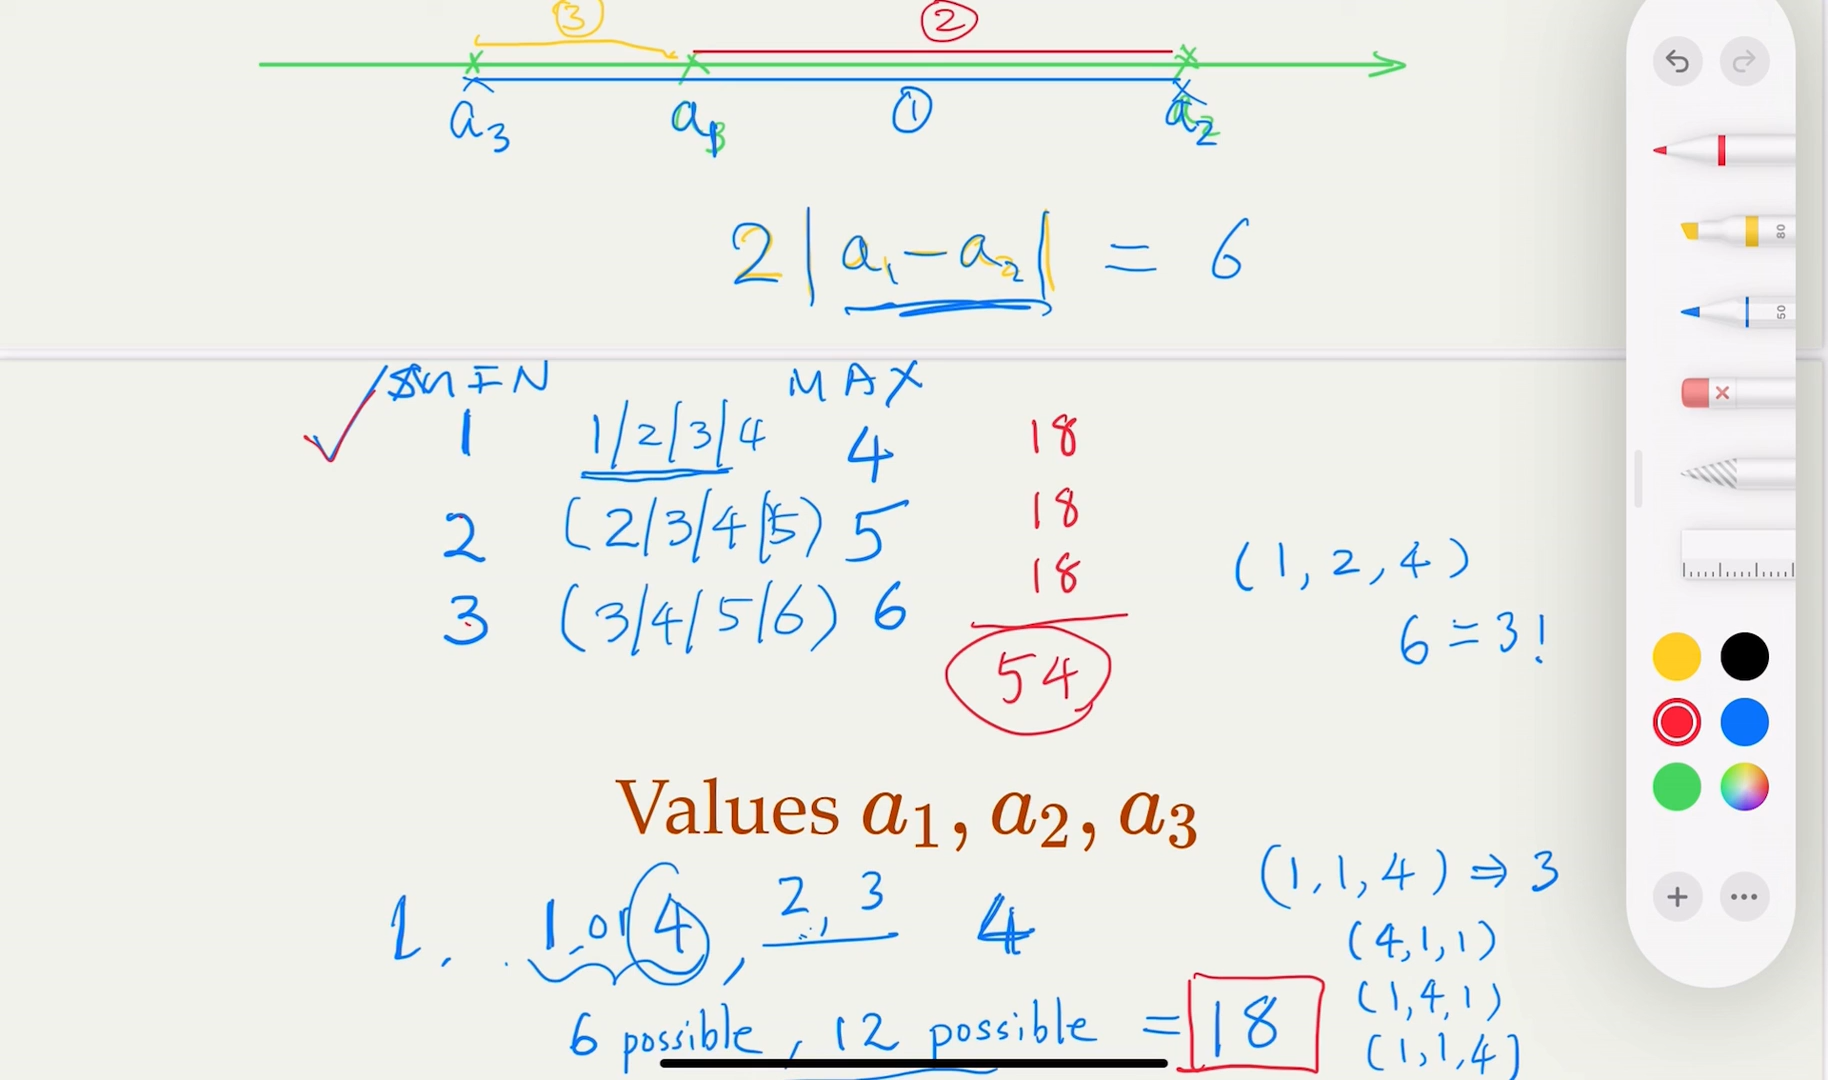 ③ ②
a3 a1 ① a2
2|a₁−a₂| = 6
MIN MAX
1 1/2/3/4 4 18
2 (2/3/4/5) 5 18
3 (3/4/5/6) 6 18
54
(1, 2, 4)
6 = 3!
Values a₁, a₂, a₃
1, 1 or 4, 2, 3 4
6 possible, 12 possible = 18
(1,1,4) ⇒ 3
(4,1,1)
(1,4,1)
(1,1,4)
80
50